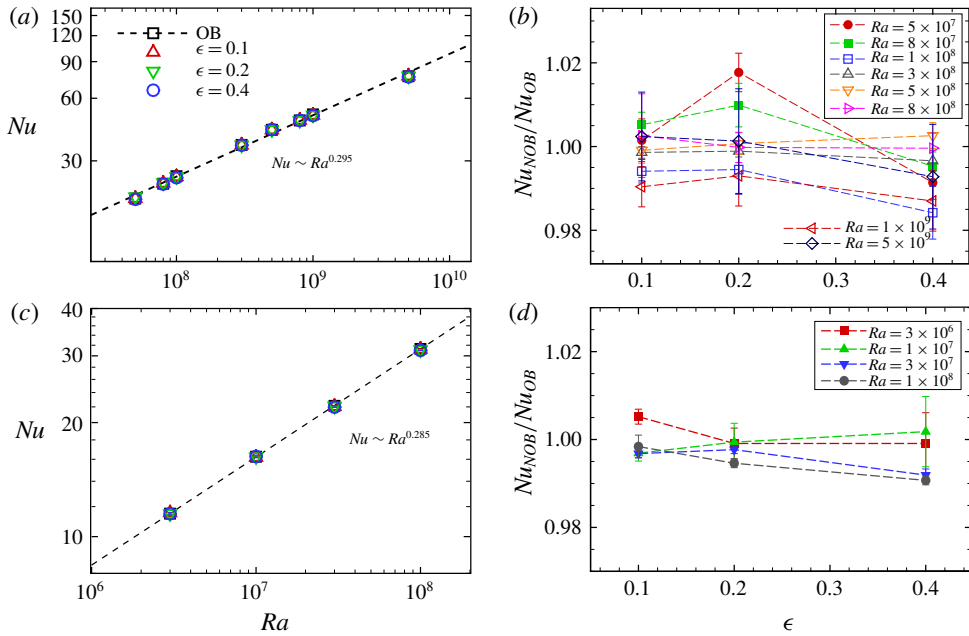 (a)
150
120
90
60
30
Nu
OB
ϵ = 0.1
ϵ = 0.2
ϵ = 0.4
Nu ~ Ra^0.295
10^8
10^9
10^10
(b)
1.02
1.00
0.98
Nu_NOB/Nu_OB
Ra = 5 × 10^7
Ra = 8 × 10^7
Ra = 1 × 10^8
Ra = 3 × 10^8
Ra = 5 × 10^8
Ra = 8 × 10^8
Ra = 1 × 10^9
Ra = 5 × 10^9
0.1
0.2
0.3
0.4
(c)
40
30
20
10
Nu
Nu ~ Ra^0.285
10^6
10^7
10^8
Ra
(d)
1.02
1.00
0.98
Nu_NOB/Nu_OB
Ra = 3 × 10^6
Ra = 1 × 10^7
Ra = 3 × 10^7
Ra = 1 × 10^8
0.1
0.2
0.3
0.4
ϵ